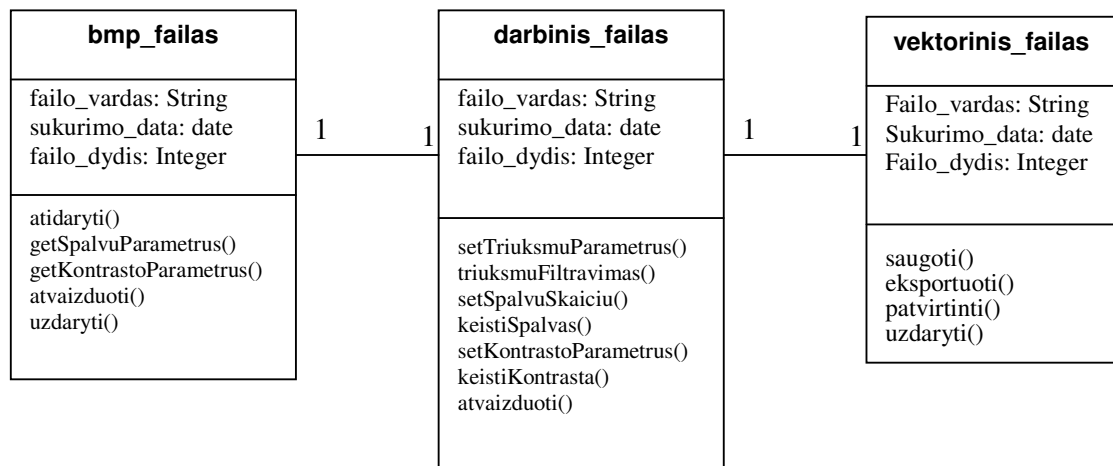 bmp_failas
failo_vardas: String
sukurimo_data: date
failo_dydis: Integer
atidaryti()
getSpalvuParametrus()
getKontrastoParametrus()
atvaizduoti()
uzdaryti()
1
1
darbinis_failas
failo_vardas: String
sukurimo_data: date
failo_dydis: Integer
setTriuksmuParametrus()
triuksmuFiltravimas()
setSpalvuSkaiciu()
keistiSpalvas()
setKontrastoParametrus()
keistiKontrasta()
atvaizduoti()
1
1
vektorinis_failas
Failo_vardas: String
Sukurimo_data: date
Failo_dydis: Integer
saugoti()
eksportuoti()
patvirtinti()
uzdaryti()